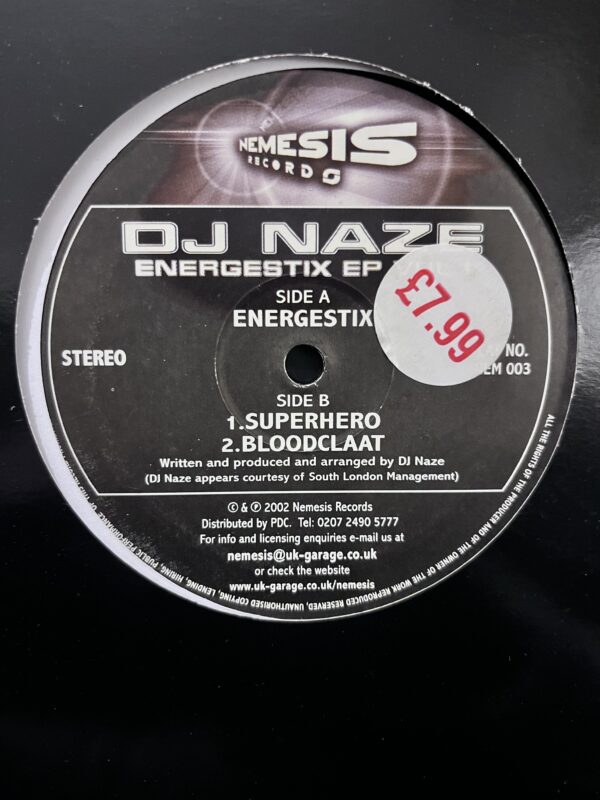 NEMESIS
RECORDS
DJ NAZE
ENERGESTIX EP
SIDE A
ENERGESTIX
£7.99
STEREO
NO.
EM 003
SIDE B
1.SUPERHERO
2.BLOODCLAAT
Written and produced and arranged by DJ Naze
(DJ Naze appears courtesy of South London Management)
© & ℗ 2002 Nemesis Records
Distributed by PDC. Tel: 0207 2490 5777
For info and licensing enquiries e-mail us at
nemesis@uk-garage.co.uk
or check the website
www.uk-garage.co.uk/nemesis
ALL THE RIGHTS OF THE PRODUCER AND OF THE OWNER OF THE WORK REPRODUCED RESERVED, UNAUTHORISED COPYING, LENDING, HIRING, PUBLIC PERFORMANCE